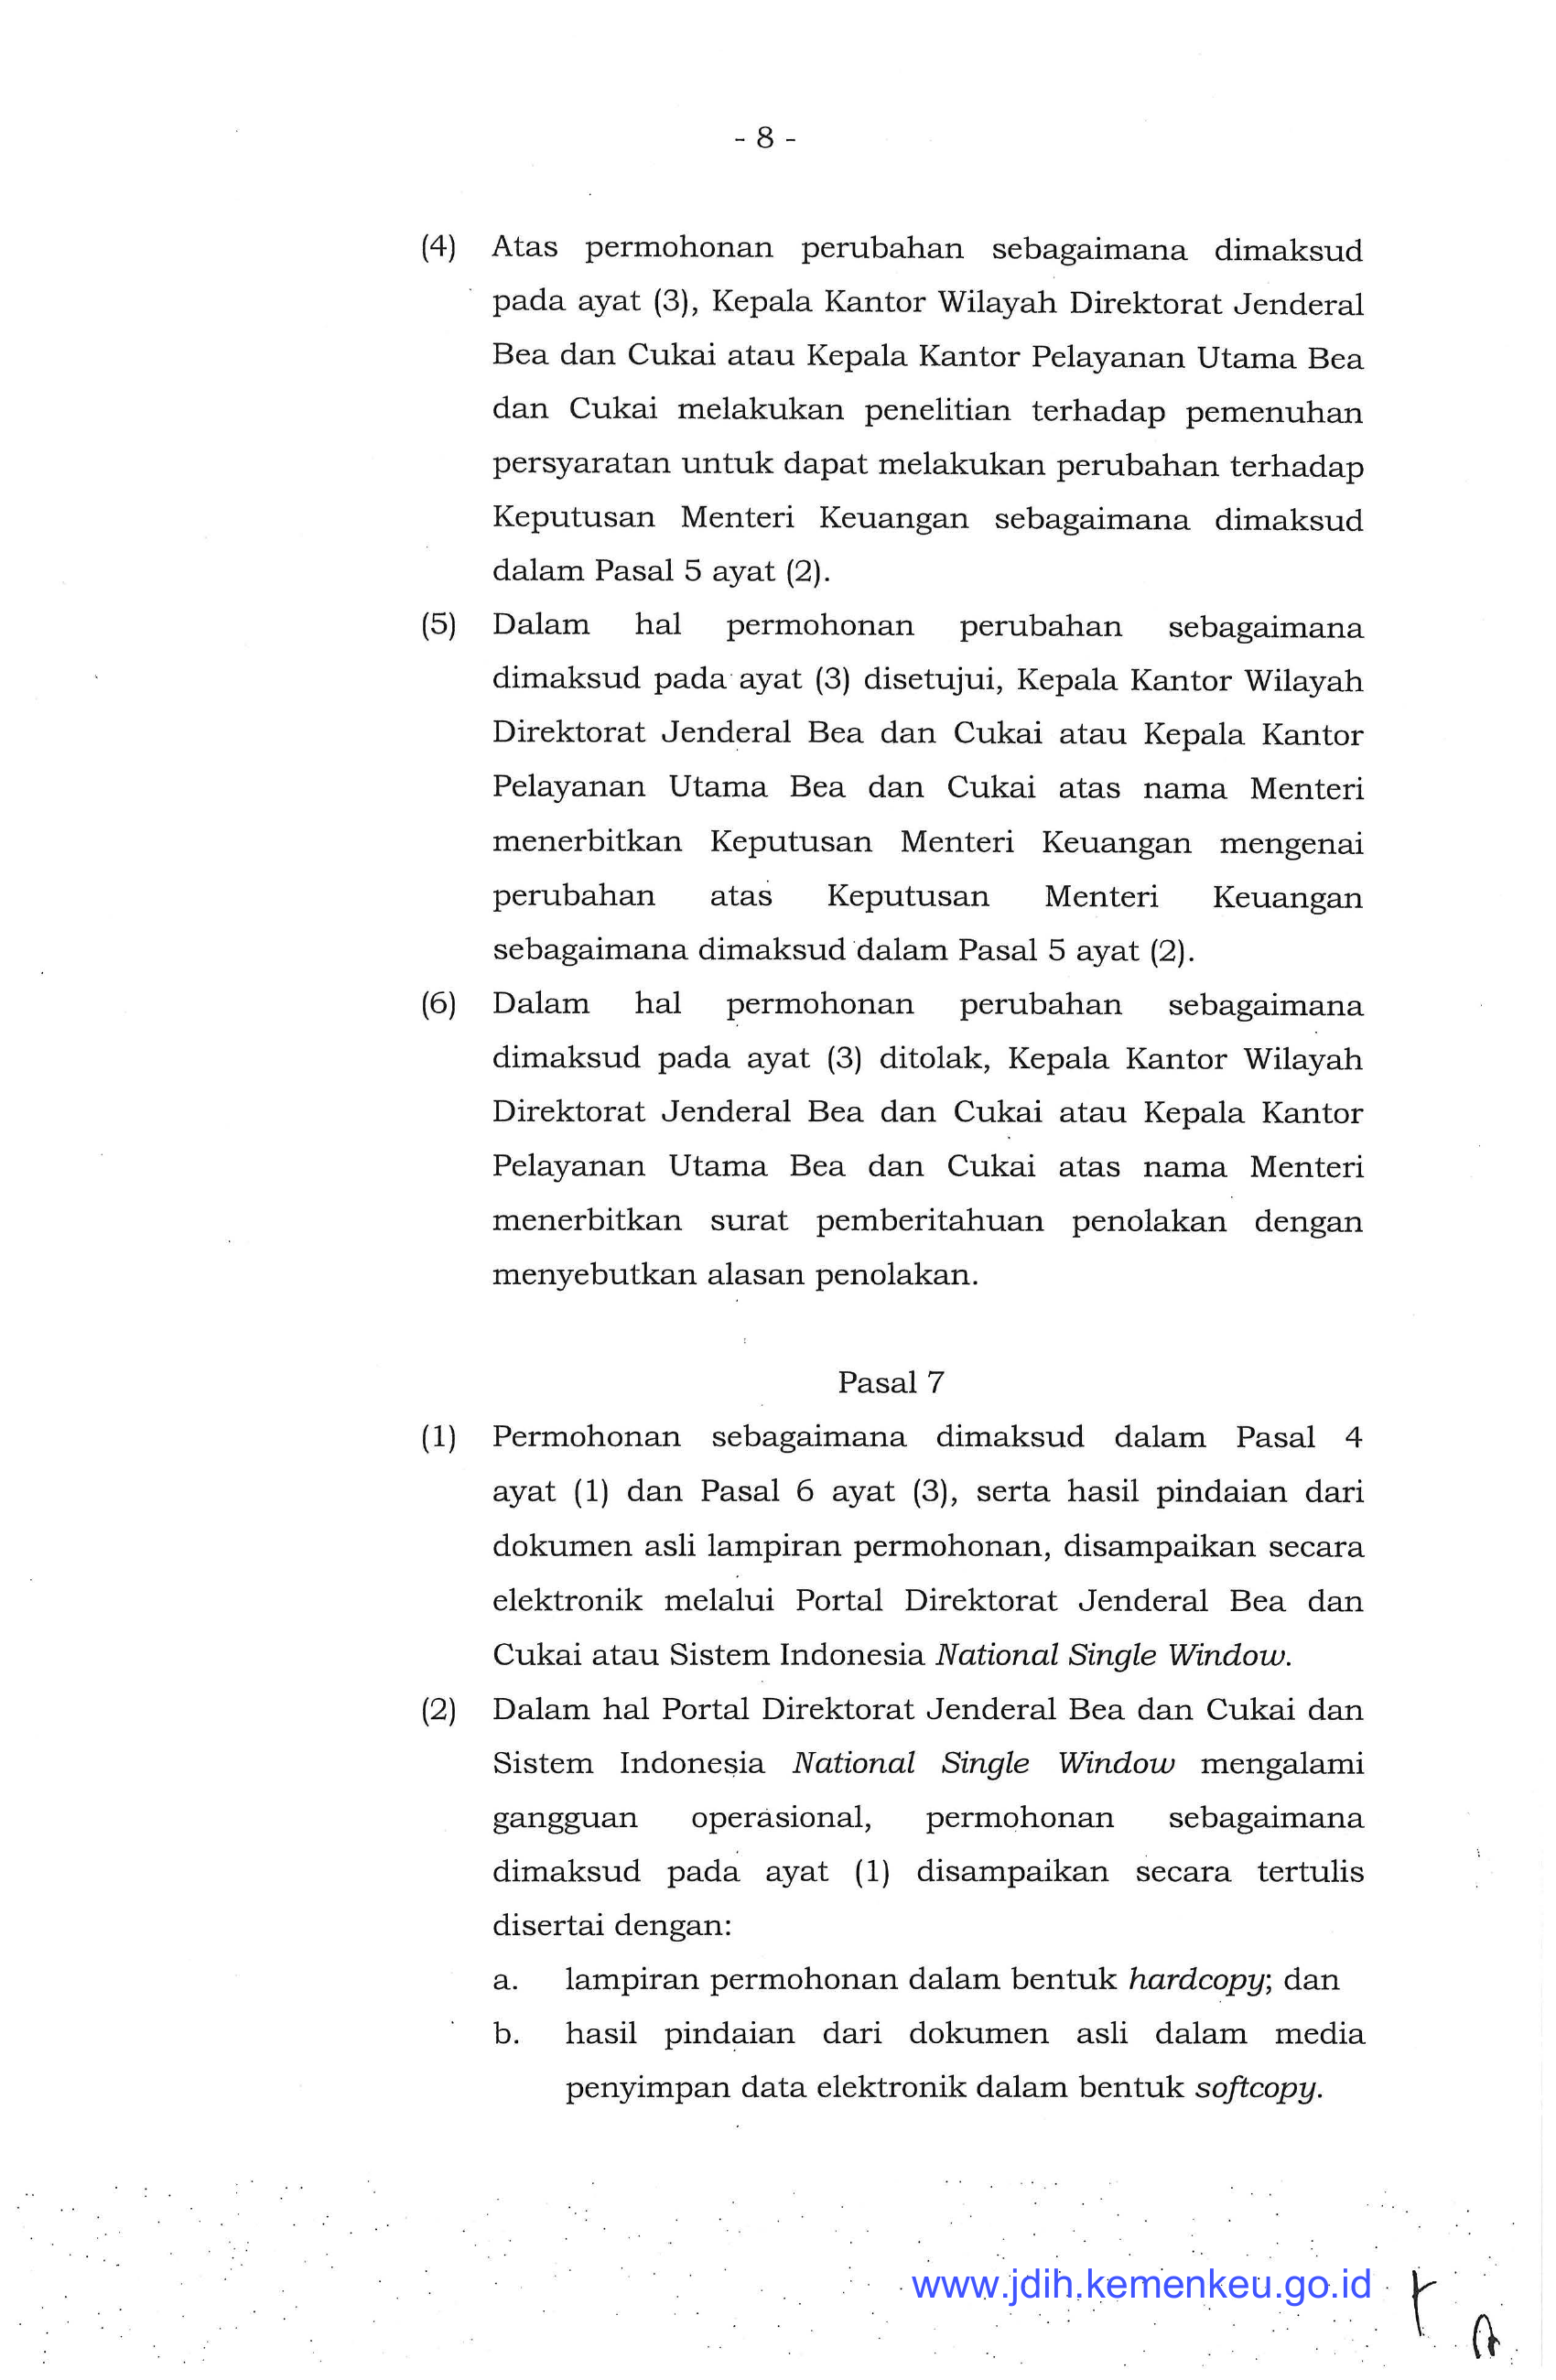 - 8 -
(4) Atas permohonan perubahan sebagaimana dimaksud
pada ayat (3), Kepala Kantor Wilayah Direktorat Jenderal
Bea dan Cukai atau Kepala Kantor Pelayanan Utama Bea
dan Cukai melakukan penelitian terhadap pemenuhan
persyaratan untuk dapat melakukan perubahan terhadap
Keputusan Menteri Keuangan sebagaimana dimaksud
dalam Pasal 5 ayat (2).
(5) Dalam hal permohonan perubahan sebagaimana
dimaksud pada ayat (3) disetujui, Kepala Kantor Wilayah
Direktorat Jenderal Bea dan Cukai atau Kepala Kantor
Pelayanan Utama Bea dan Cukai atas nama Menteri
menerbitkan Keputusan Menteri Keuangan mengenai
perubahan atas Keputusan Menteri Keuangan
sebagaimana dimaksud dalam Pasal 5 ayat (2).
(6) Dalam hal permohonan perubahan sebagaimana
dimaksud pada ayat (3) ditolak, Kepala Kantor Wilayah
Direktorat Jenderal Bea dan Cukai atau Kepala Kantor
Pelayanan Utama Bea dan Cukai atas nama Menteri
menerbitkan surat pemberitahuan penolakan dengan
menyebutkan alasan penolakan.
Pasal 7
(1) Permohonan sebagaimana dimaksud dalam Pasal 4
ayat (1) dan Pasal 6 ayat (3), serta hasil pindaian dari
dokumen asli lampiran permohonan, disampaikan secara
elektronik melalui Portal Direktorat Jenderal Bea dan
Cukai atau Sistem Indonesia National Single Window.
(2) Dalam hal Portal Direktorat Jenderal Bea dan Cukai dan
Sistem Indonesia National Single Window mengalami
gangguan operasional, permohonan sebagaimana
dimaksud pada ayat (1) disampaikan secara tertulis
disertai dengan:
a. lampiran permohonan dalam bentuk hardcopy; dan
b. hasil pindaian dari dokumen asli dalam media
penyimpan data elektronik dalam bentuk softcopy.
www.jdih.kemenkeu.go.id